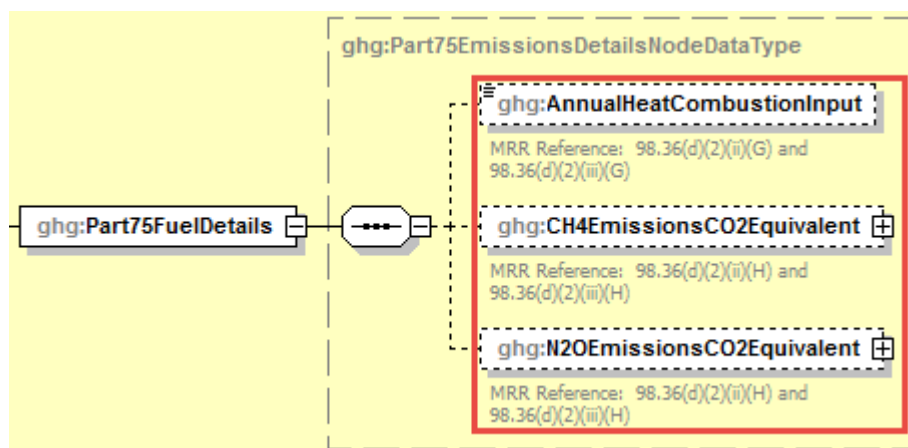 ghg:Part75EmissionsDetailsNodeDataType
ghg:AnnualHeatCombustionInput
MRR Reference: 98.36(d)(2)(ii)(G) and
98.36(d)(2)(iii)(G)
ghg:Part75FuelDetails
ghg:CH4EmissionsCO2Equivalent
MRR Reference: 98.36(d)(2)(ii)(H) and
98.36(d)(2)(iii)(H)
ghg:N2OEmissionsCO2Equivalent
MRR Reference: 98.36(d)(2)(ii)(H) and
98.36(d)(2)(iii)(H)